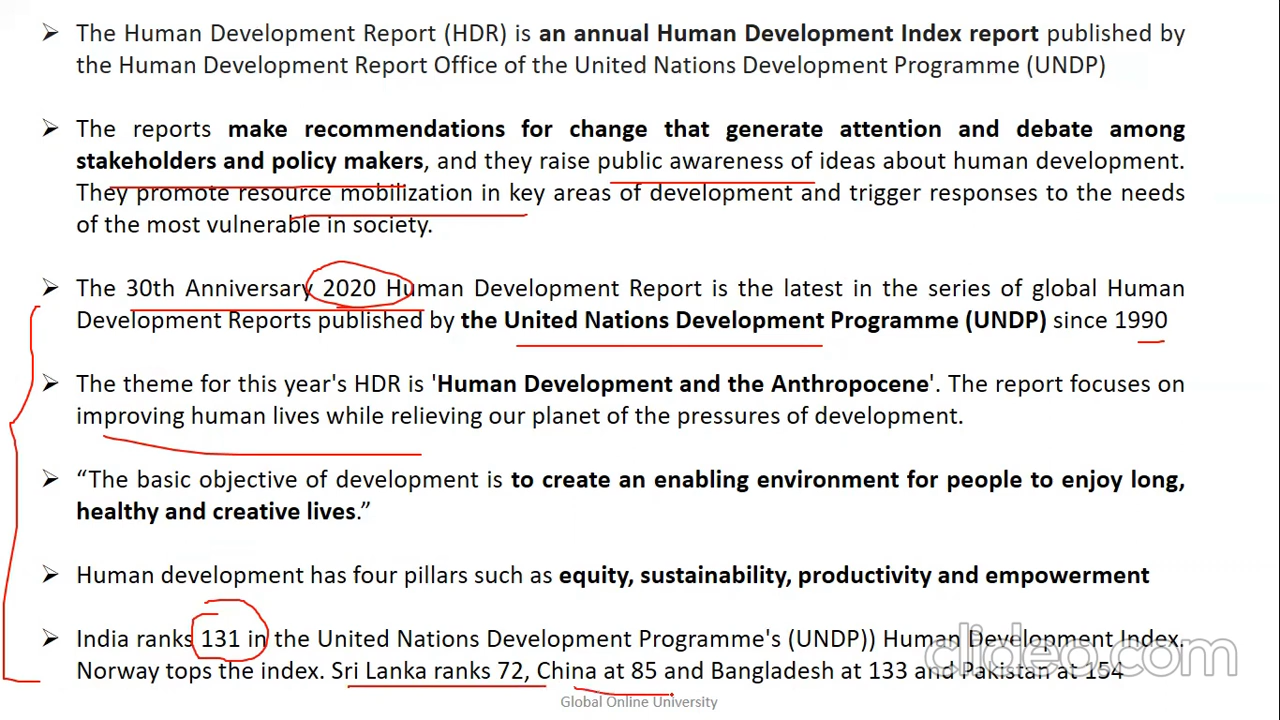 ➢ The Human Development Report (HDR) is an annual Human Development Index report published by
the Human Development Report Office of the United Nations Development Programme (UNDP)
➢ The reports make recommendations for change that generate attention and debate among
stakeholders and policy makers, and they raise public awareness of ideas about human development.
They promote resource mobilization in key areas of development and trigger responses to the needs
of the most vulnerable in society.
➢ The 30th Anniversary 2020 Human Development Report is the latest in the series of global Human
Development Reports published by the United Nations Development Programme (UNDP) since 1990
➢ The theme for this year's HDR is 'Human Development and the Anthropocene'. The report focuses on
improving human lives while relieving our planet of the pressures of development.
➢ “The basic objective of development is to create an enabling environment for people to enjoy long,
healthy and creative lives.”
➢ Human development has four pillars such as equity, sustainability, productivity and empowerment
➢ India ranks 131 in the United Nations Development Programme's (UNDP)) Human Development Index.
Norway tops the index. Sri Lanka ranks 72, China at 85 and Bangladesh at 133 and Pakistan at 154
clideo.com
Global Online University